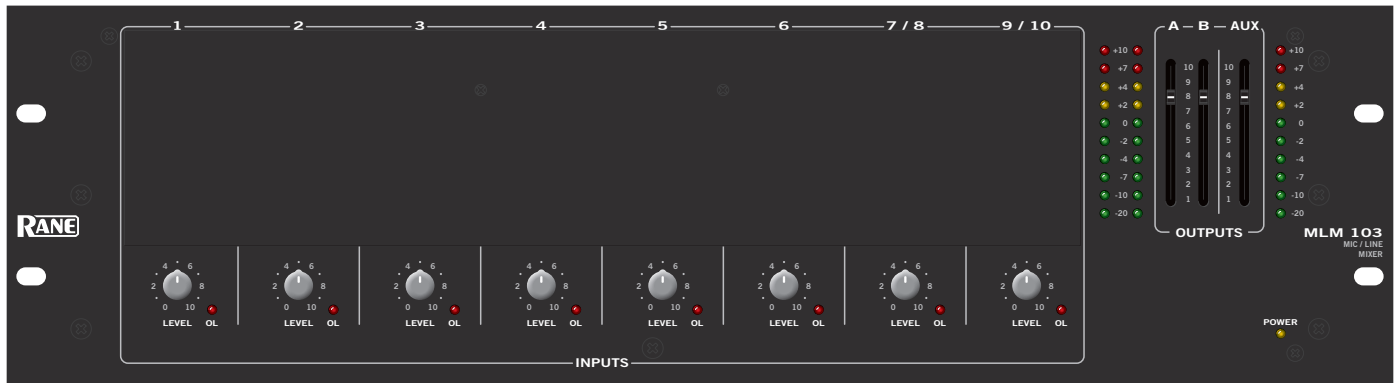 1 2 3 4 5 6 7 / 8 9 / 10
A B AUX
+10 +10
+7 10 10 +7
+4 9 9 +4
+2 8 8 +2
0 7 7 0
-2 6 6 -2
-4 5 5 -4
-7 4 4 -7
-10 3 3 -10
-20 2 2 -20
1 1
OUTPUTS
RANE
MLM 103
MIC / LINE
MIXER
4 6 4 6 4 6 4 6 4 6 4 6 4 6 4 6
2 8 2 8 2 8 2 8 2 8 2 8 2 8 2 8
0 10 0 10 0 10 0 10 0 10 0 10 0 10 0 10
LEVEL OL LEVEL OL LEVEL OL LEVEL OL LEVEL OL LEVEL OL LEVEL OL LEVEL OL
POWER
INPUTS